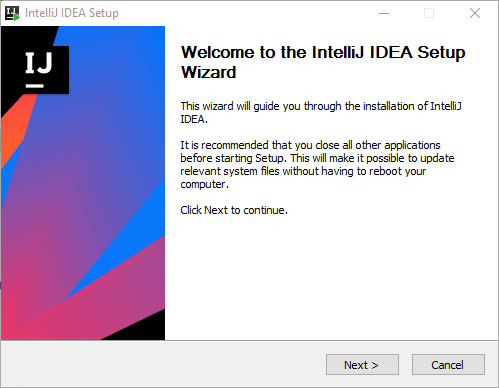 IntelliJ IDEA Setup
IJ
Welcome to the IntelliJ IDEA Setup
Wizard
This wizard will guide you through the installation of IntelliJ
IDEA.
It is recommended that you close all other applications
before starting Setup. This will make it possible to update
relevant system files without having to reboot your
computer.
Click Next to continue.
Next >
Cancel